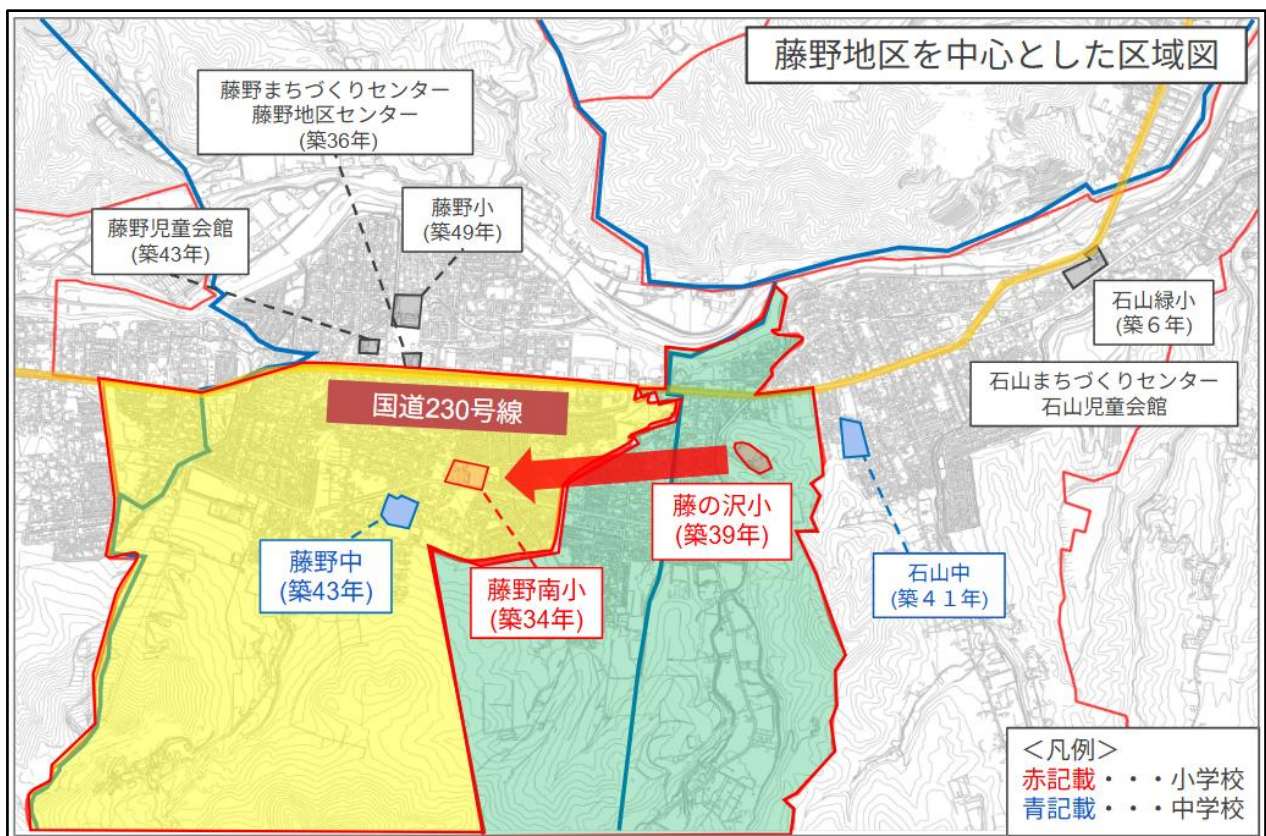 藤野地区を中心とした区域図
藤野まちづくりセンター
藤野地区センター
(築36年)
藤野小
(築49年)
藤野児童会館
(築43年)
石山緑小
(築６年)
石山まちづくりセンター
石山児童会館
国道230号線
藤の沢小
(築39年)
藤野中
(築43年)
藤野南小
(築34年)
石山中
(築４１年)
＜凡例＞
赤記載・・・小学校
青記載・・・中学校